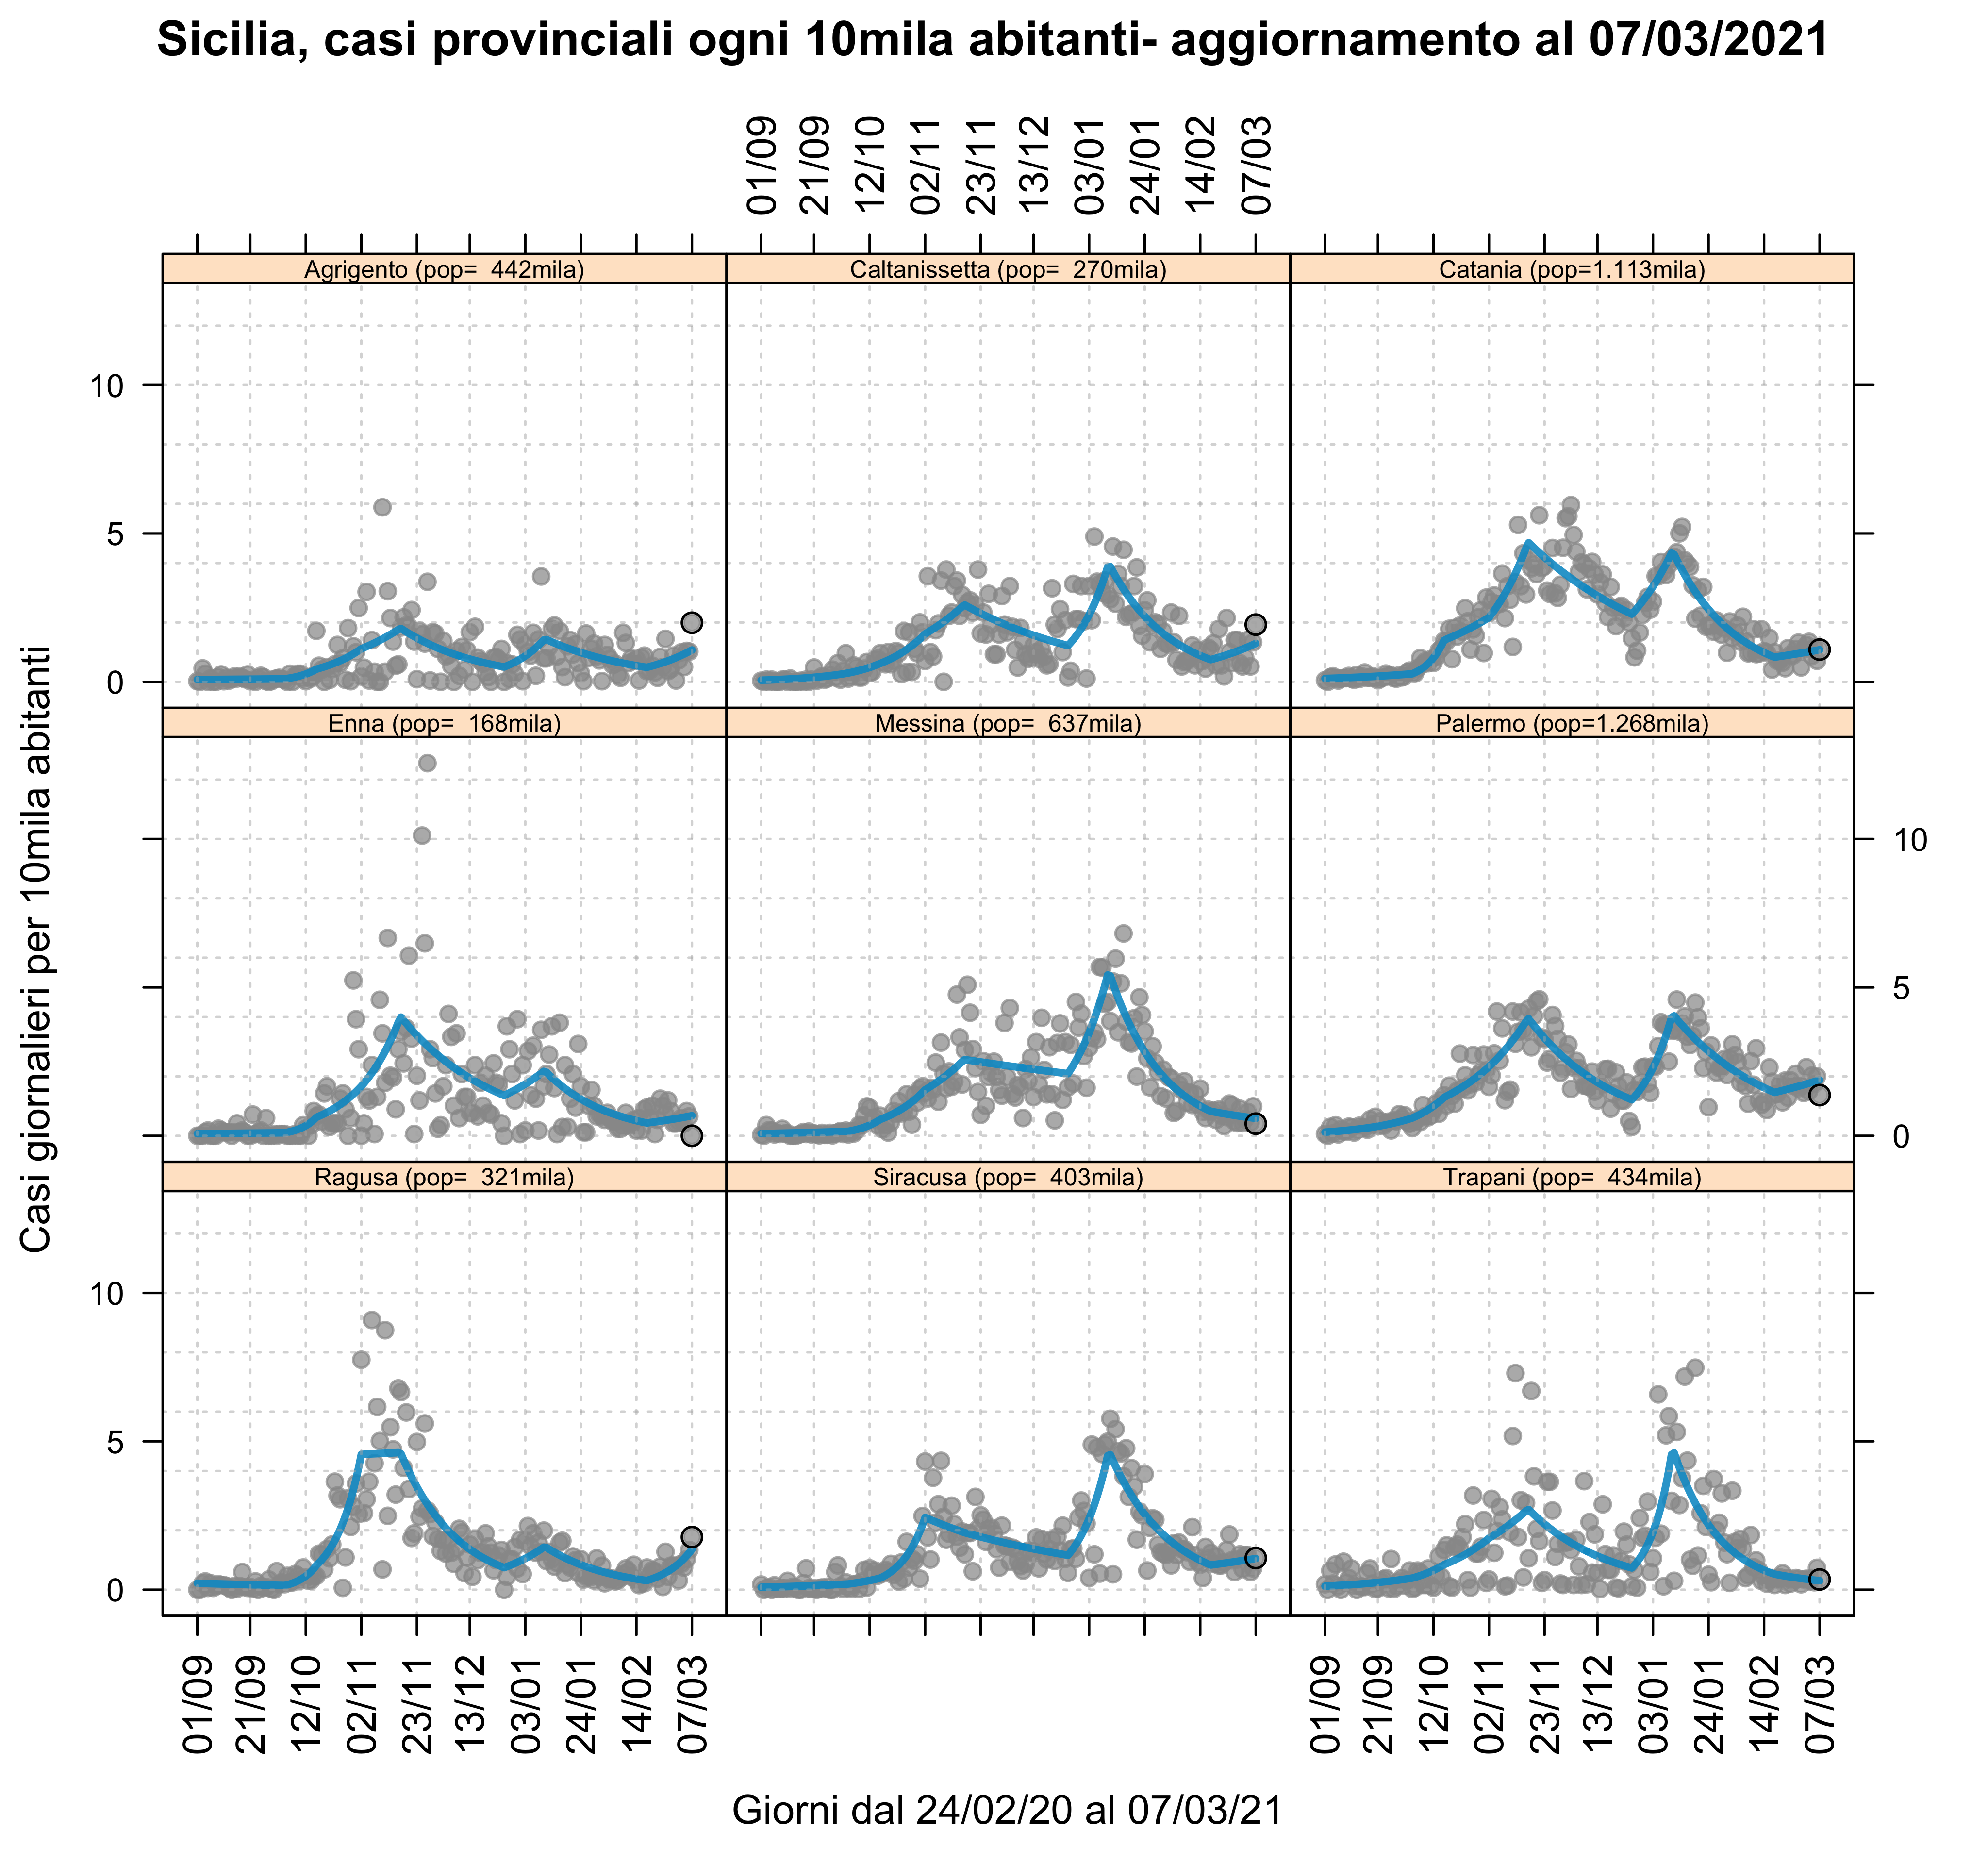 Sicilia, casi provinciali ogni 10mila abitanti- aggiornamento al 07/03/2021
01/09 21/09 12/10 02/11 23/11 13/12 03/01 24/01 14/02 07/03
Agrigento (pop=  442mila)
Caltanissetta (pop=  270mila)
Catania (pop=1.113mila)
10
5
0
Enna (pop=  168mila)
Messina (pop=  637mila)
Palermo (pop=1.268mila)
10
5
0
Ragusa (pop=  321mila)
Siracusa (pop=  403mila)
Trapani (pop=  434mila)
10
5
0
Casi giornalieri per 10mila abitanti
01/09 21/09 12/10 02/11 23/11 13/12 03/01 24/01 14/02 07/03
01/09 21/09 12/10 02/11 23/11 13/12 03/01 24/01 14/02 07/03
Giorni dal 24/02/20 al 07/03/21